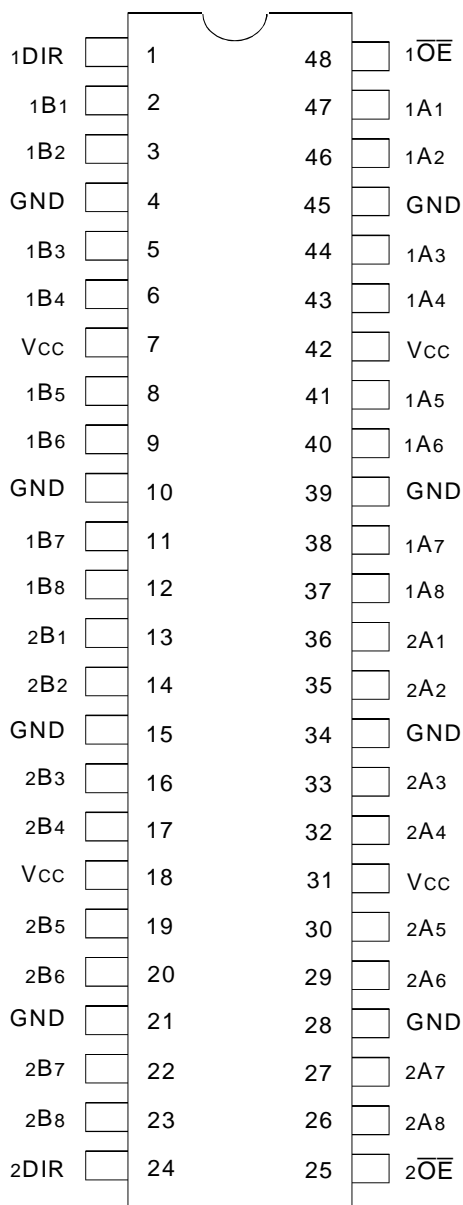 1DIR 1 48 1O̅E̅
1B1 2 47 1A1
1B2 3 46 1A2
GND 4 45 GND
1B3 5 44 1A3
1B4 6 43 1A4
VCC 7 42 VCC
1B5 8 41 1A5
1B6 9 40 1A6
GND 10 39 GND
1B7 11 38 1A7
1B8 12 37 1A8
2B1 13 36 2A1
2B2 14 35 2A2
GND 15 34 GND
2B3 16 33 2A3
2B4 17 32 2A4
VCC 18 31 VCC
2B5 19 30 2A5
2B6 20 29 2A6
GND 21 28 GND
2B7 22 27 2A7
2B8 23 26 2A8
2DIR 24 25 2O̅E̅